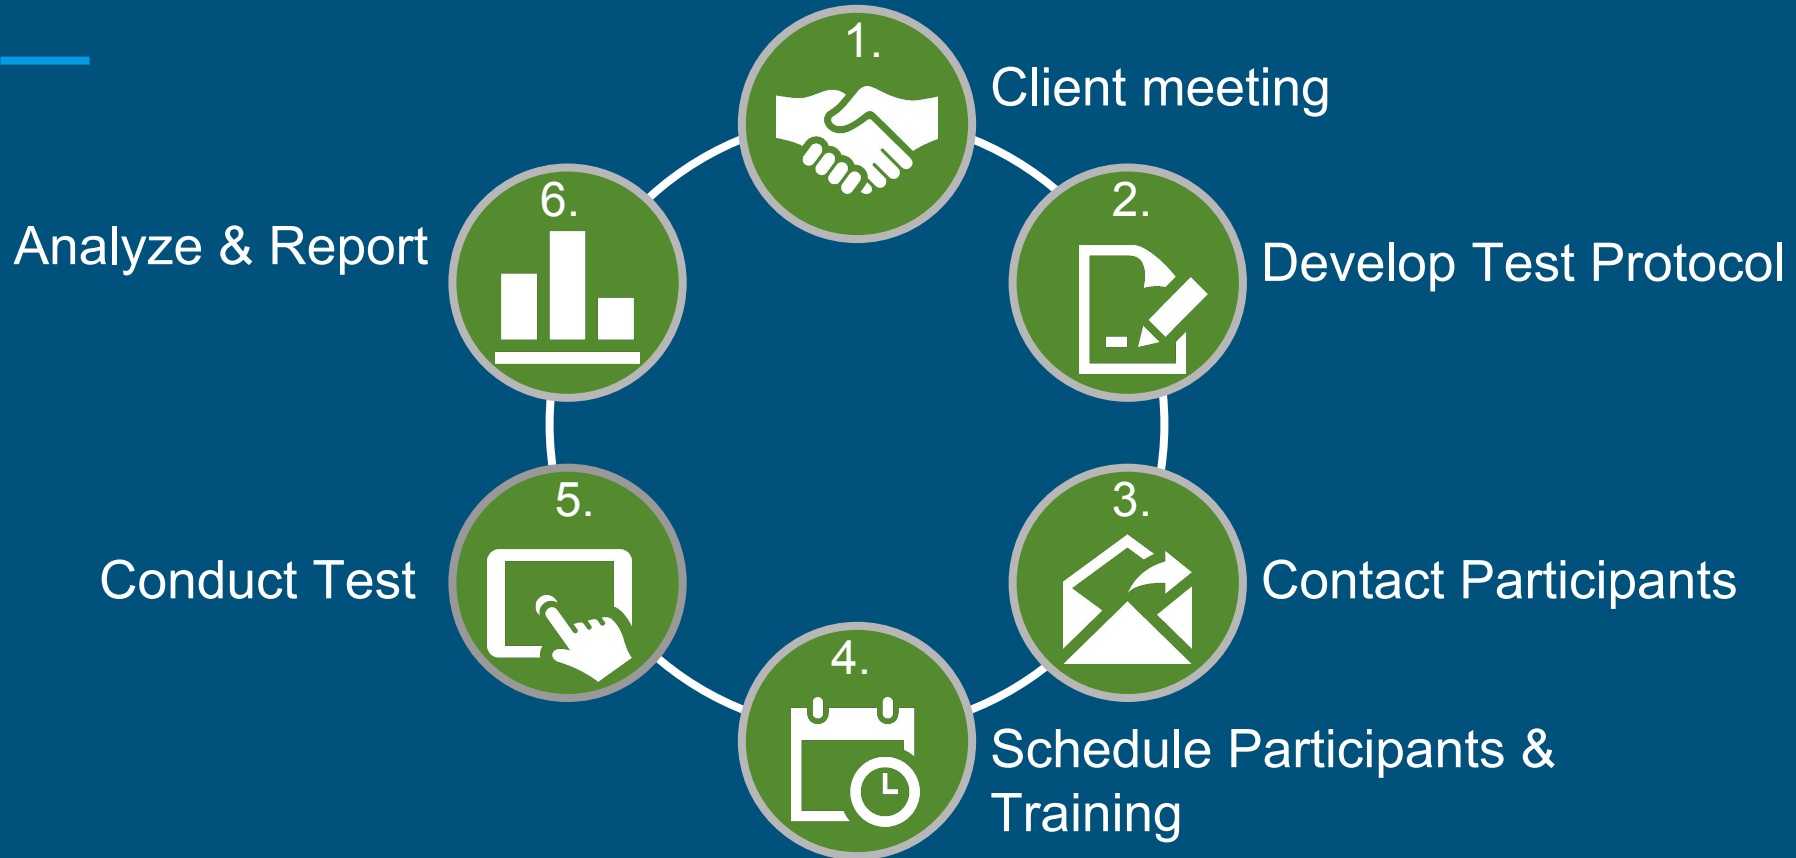 1.
Client meeting
2.
Develop Test Protocol
3.
Contact Participants
4.
Schedule Participants &
Training
5.
Conduct Test
6.
Analyze & Report